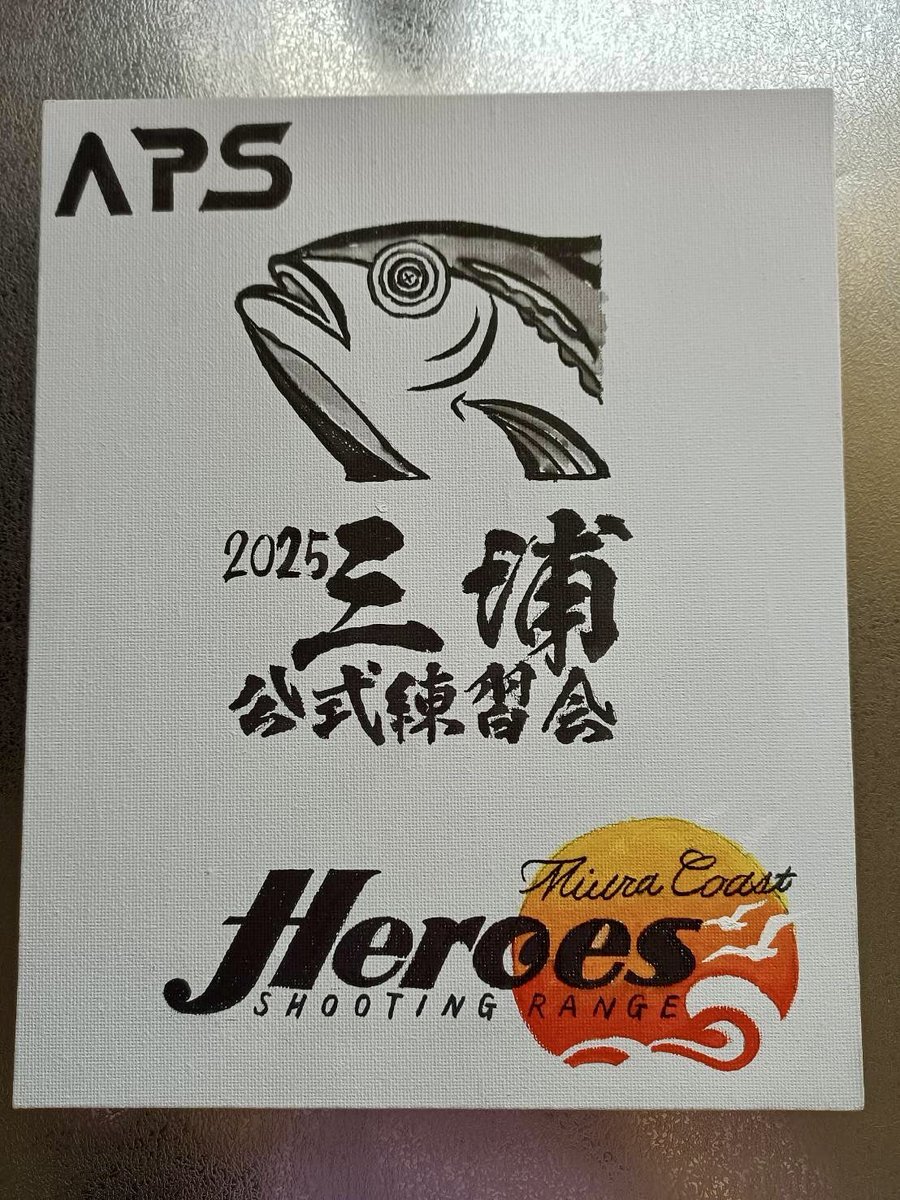 APS
2025三浦
公式練習会
Miura Coast
Heroes
SHOOTING RANGE